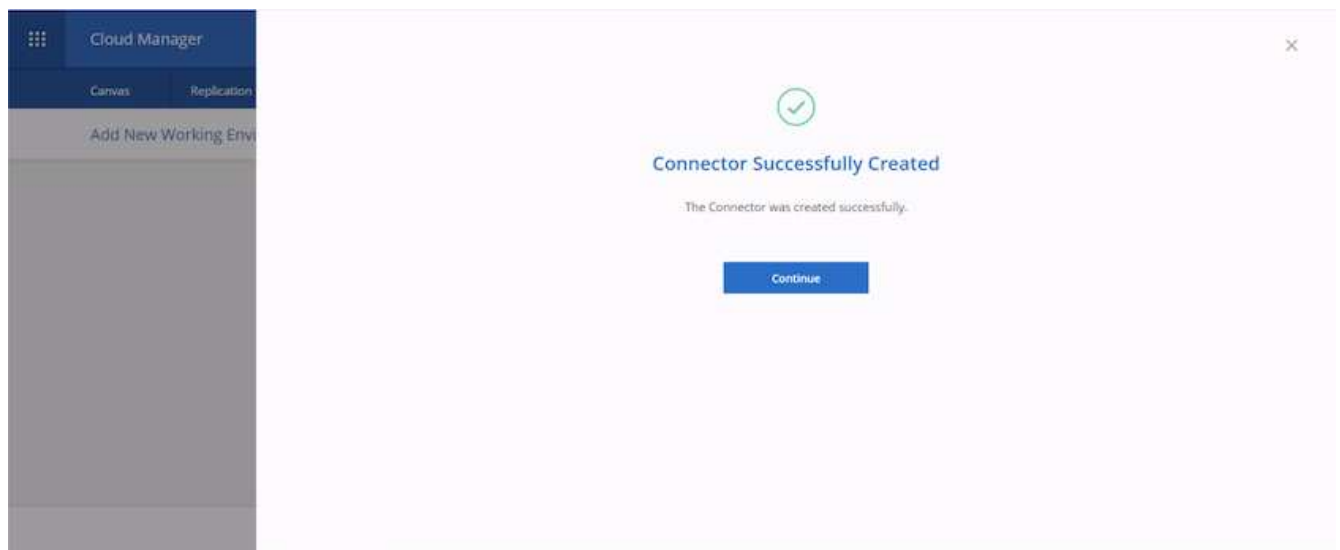 Cloud Manager
Canvas Replication
Add New Working Envi
Connector Successfully Created
The Connector was created successfully.
Continue